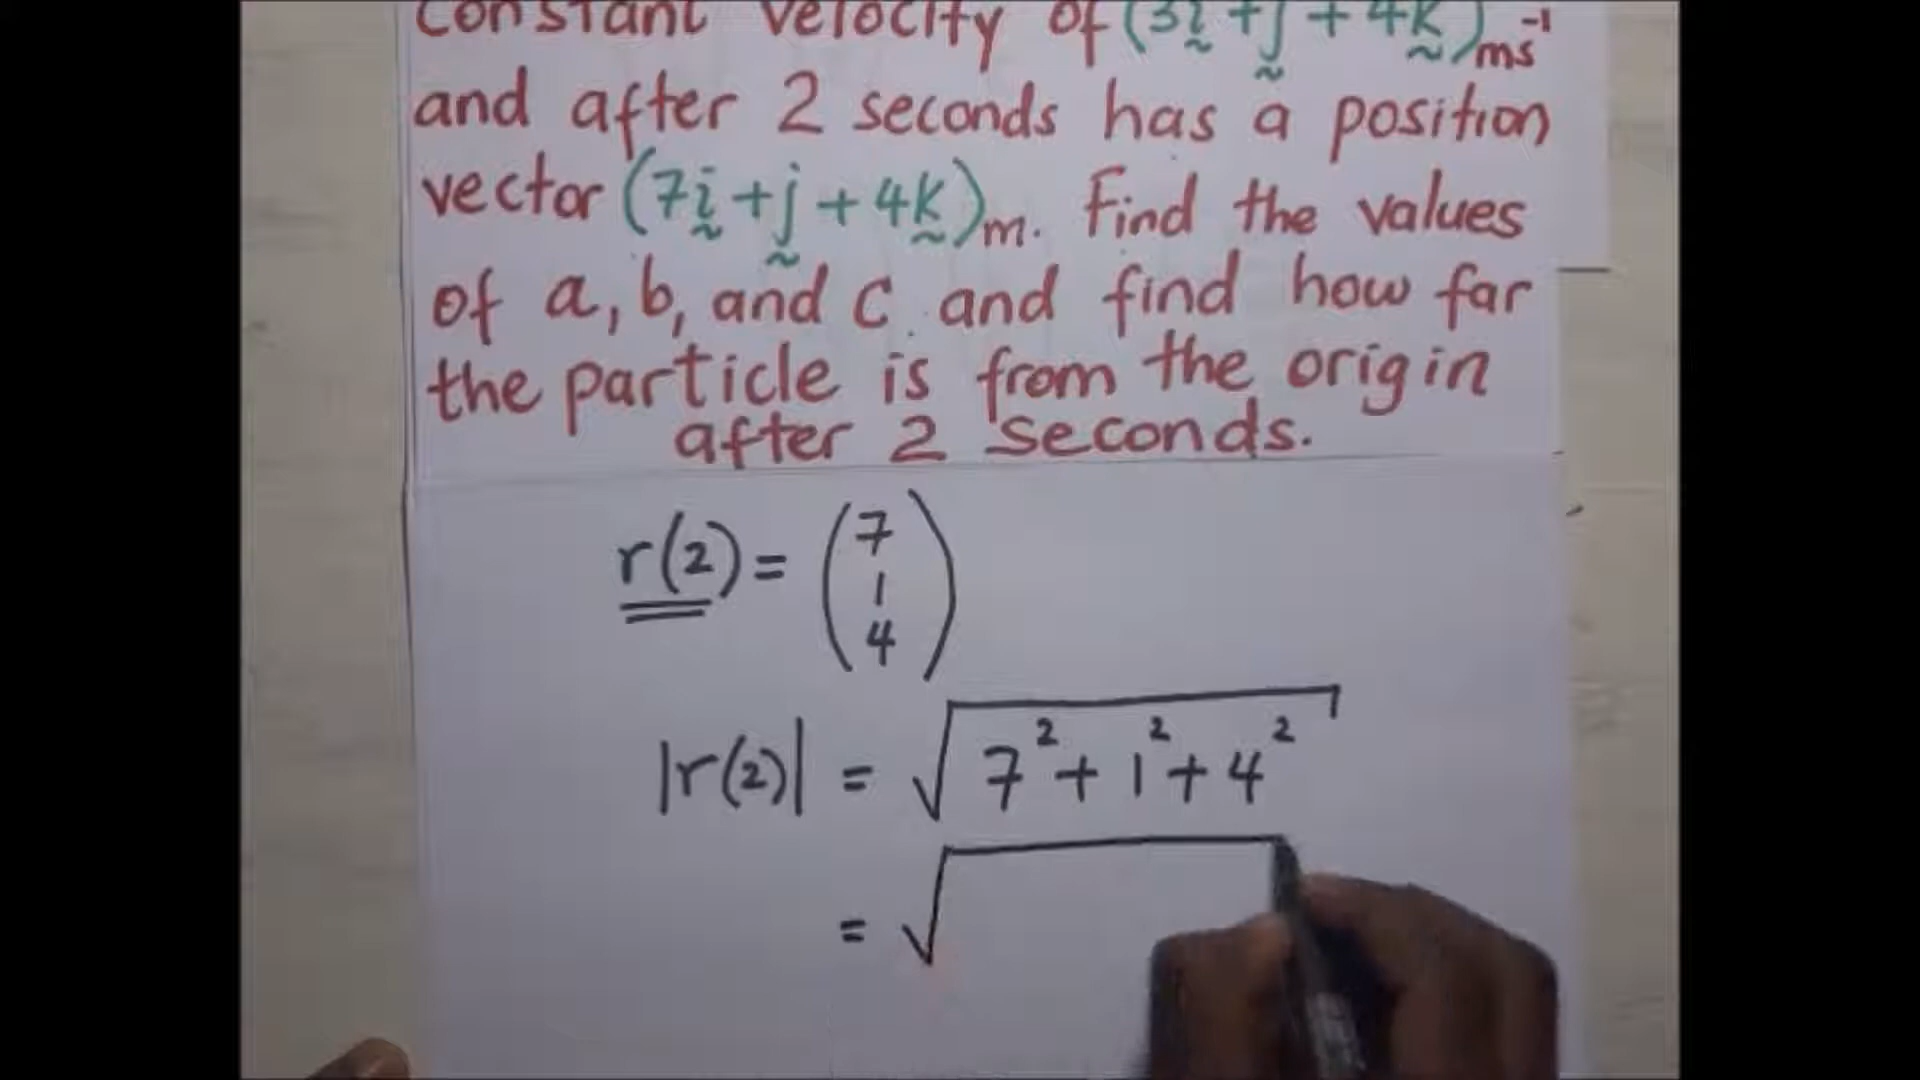 constant velocity of (3i + j + 4k) ms⁻¹
and after 2 seconds has a position
vector (7i + j + 4k) m. Find the values
of a, b, and c and find how far
the particle is from the origin
after 2 seconds.
r(2) = (7 1 4)
|r(2)| = √7² + 1² + 4²
= √